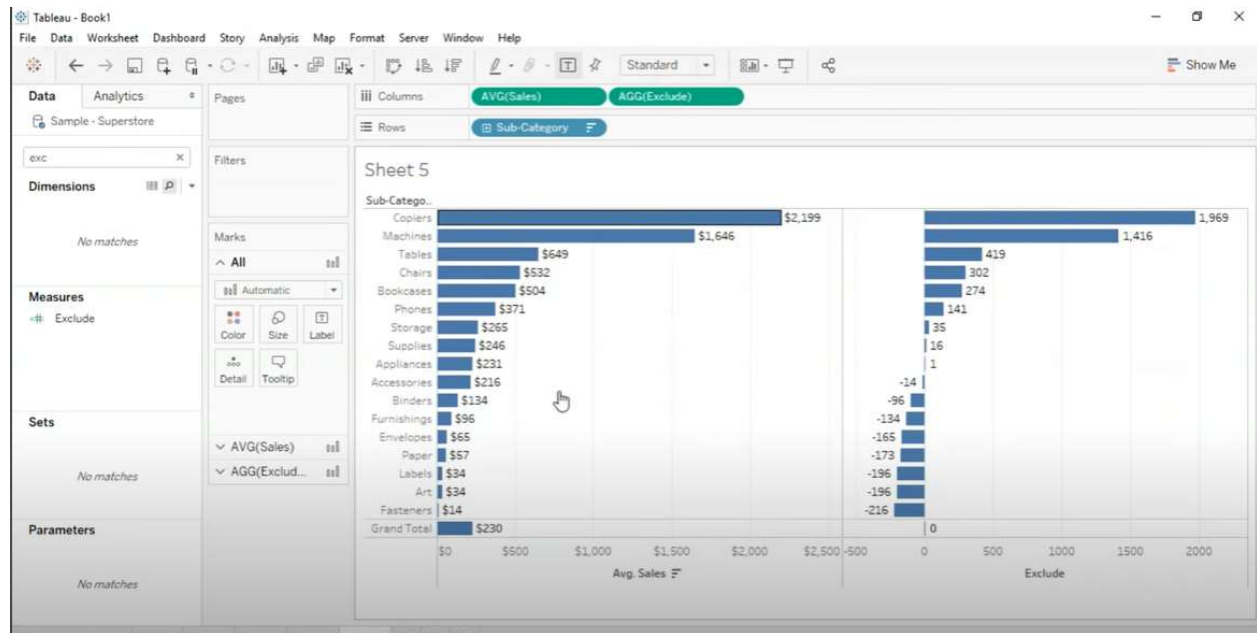 Tableau - Book1
File Data Worksheet Dashboard Story Analysis Map Format Server Window Help
Standard
Show Me
Data Analytics
Sample - Superstore
exc
Dimensions
No matches
Measures
Exclude
Sets
No matches
Parameters
No matches
Pages
Filters
Marks
All
Automatic
Color Size Label
Detail Tooltip
AVG(Sales)
AGG(Exclud...
Columns AVG(Sales) AGG(Exclude)
Rows Sub-Category
Sheet 5
Sub-Catego..
Copiers $2,199 1,969
Machines $1,646 1,416
Tables $649 419
Chairs $532 302
Bookcases $504 274
Phones $371 141
Storage $265 35
Supplies $246 16
Appliances $231 1
Accessories $216 -14
Binders $134 -96
Furnishings $96 -134
Envelopes $65 -165
Paper $57 -173
Labels $34 -196
Art $34 -196
Fasteners $14 -216
Grand Total $230 0
$0 $500 $1,000 $1,500 $2,000 $2,500 -500 0 500 1000 1500 2000
Avg. Sales Exclude